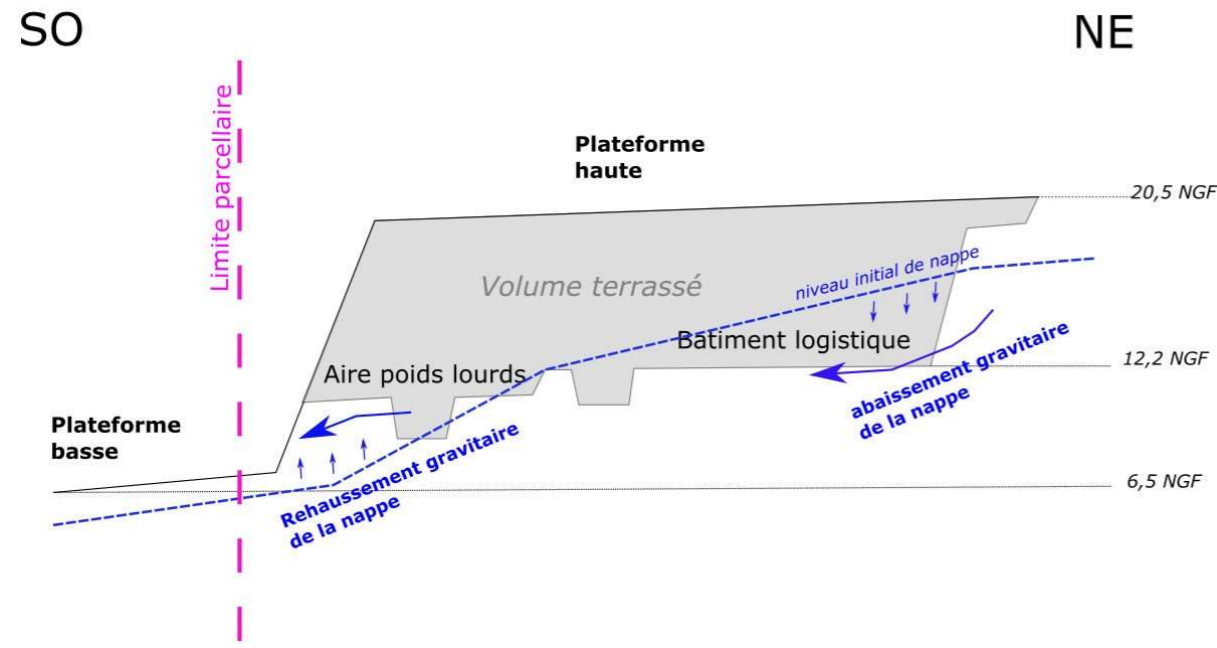 SO
NE
Limite parcellaire
Plateforme
haute
20,5 NGF
niveau initial de nappe
Volume terrassé
Bâtiment logistique
12,2 NGF
Aire poids lourds
abaissement gravitaire
de la nappe
Plateforme
basse
Rehaussement gravitaire
de la nappe
6,5 NGF